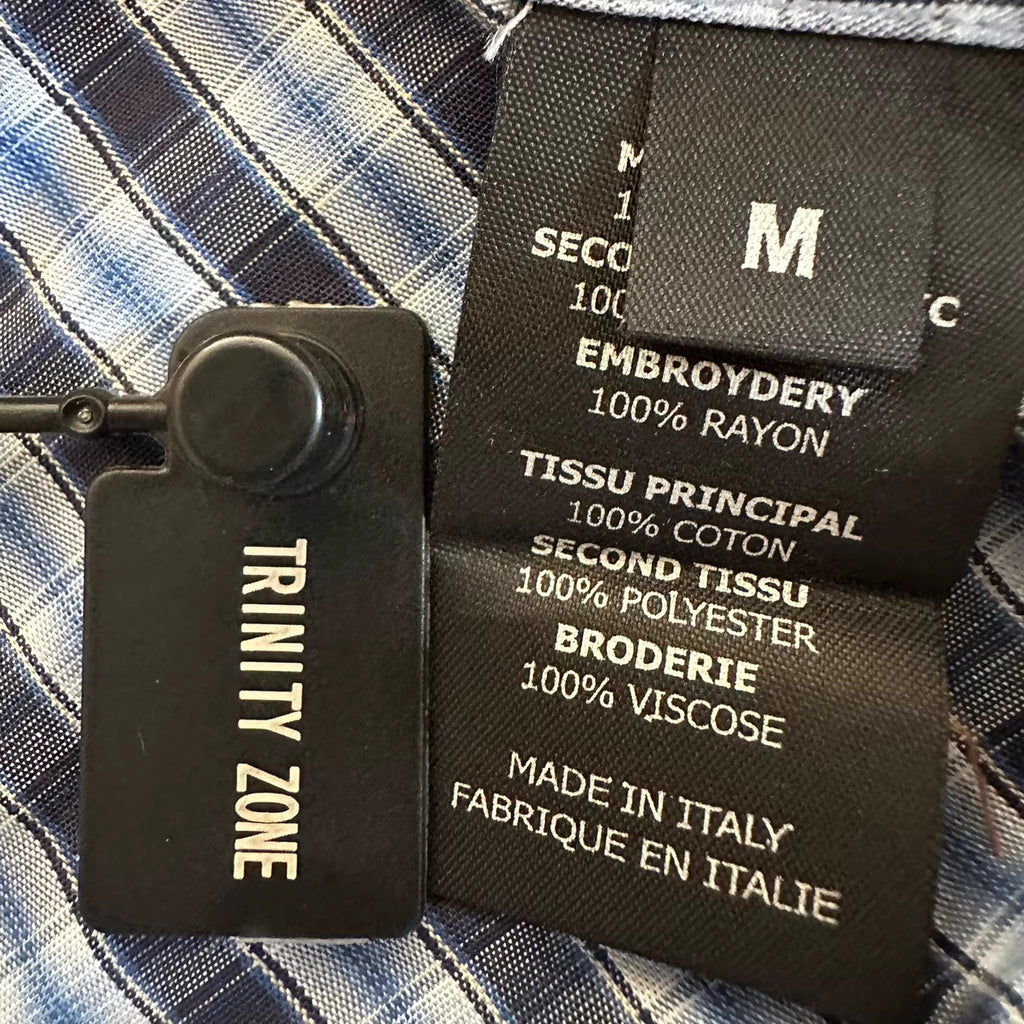 M
SECO
100
EMBROYDERY
100% RAYON
TISSU PRINCIPAL
100% COTON
SECOND TISSU
100% POLYESTER
BRODERIE
100% VISCOSE
MADE IN ITALY
FABRIQUE EN ITALIE
TRINITY ZONE